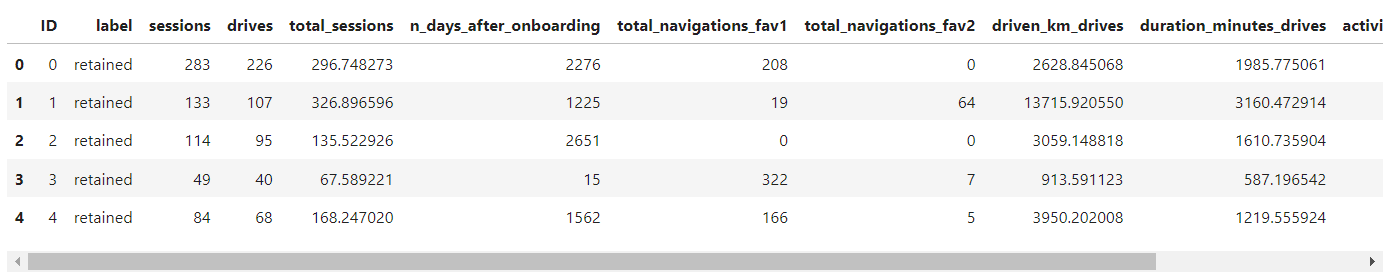 ID label sessions drives total_sessions n_days_after_onboarding total_navigations_fav1 total_navigations_fav2 driven_km_drives duration_minutes_drives activi
0 0 retained 283 226 296.748273 2276 208 0 2628.845068 1985.775061
1 1 retained 133 107 326.896596 1225 19 64 13715.920550 3160.472914
2 2 retained 114 95 135.522926 2651 0 0 3059.148818 1610.735904
3 3 retained 49 40 67.589221 15 322 7 913.591123 587.196542
4 4 retained 84 68 168.247020 1562 166 5 3950.202008 1219.555924